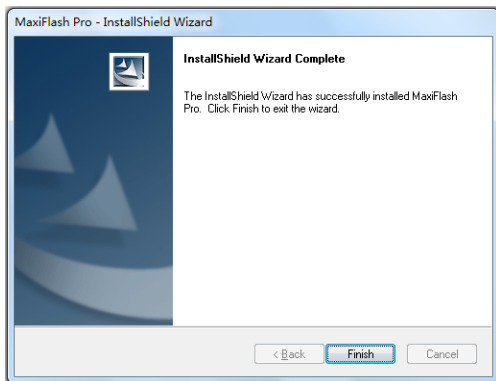 MaxiFlash Pro - InstallShield Wizard
InstallShield Wizard Complete
The InstallShield Wizard has successfully installed MaxiFlash
Pro. Click Finish to exit the wizard.
< Back
Finish
Cancel